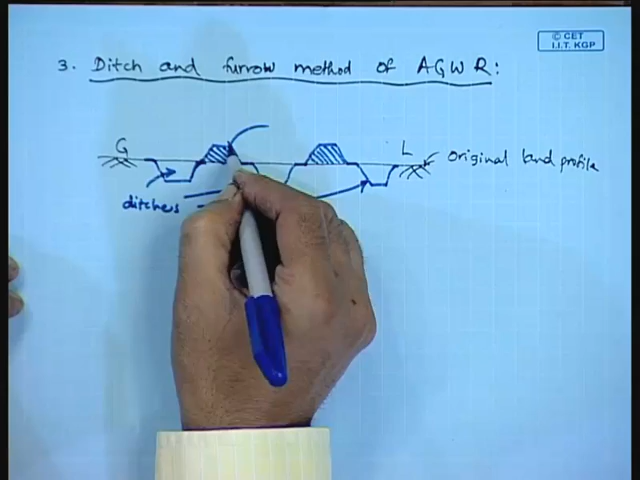 © CET
I.I.T. KGP
3. Ditch and furrow method of AGWR:
G
L
Original land profile
ditches